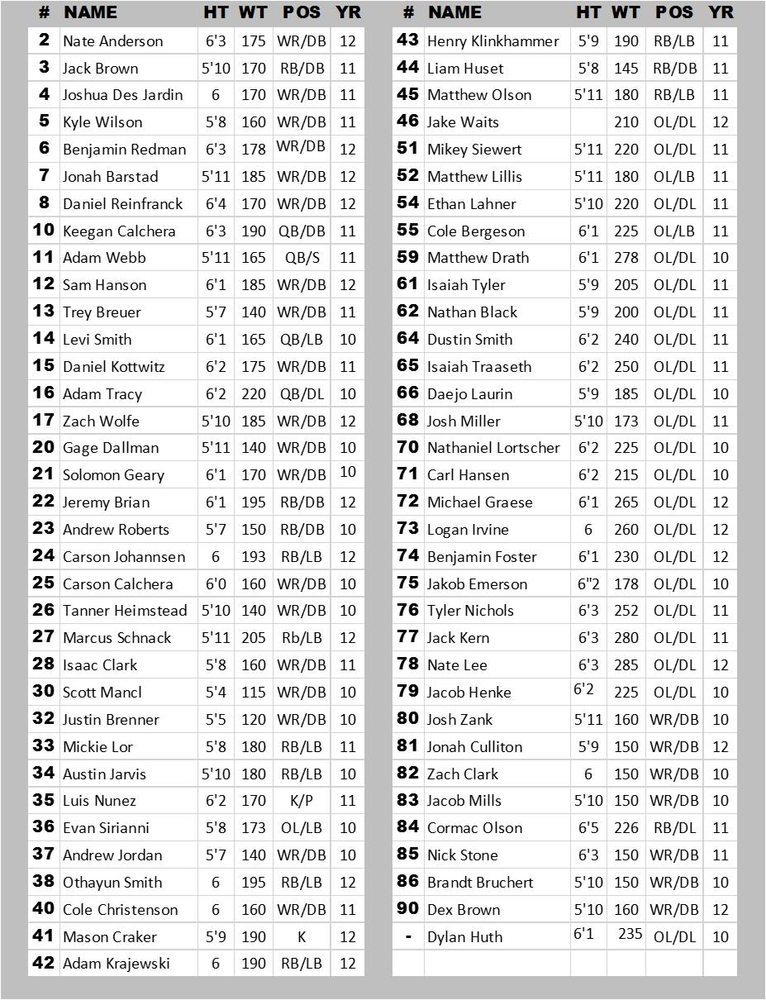 # NAME HT WT POS YR
2 Nate Anderson 6'3 175 WR/DB 12
3 Jack Brown 5'10 170 RB/DB 11
4 Joshua Des Jardin 6 170 WR/DB 11
5 Kyle Wilson 5'8 160 WR/DB 11
6 Benjamin Redman 6'3 178 WR/DB 12
7 Jonah Barstad 5'11 185 WR/DB 12
8 Daniel Reinfranck 6'4 170 WR/DB 12
10 Keegan Calchera 6'3 190 QB/DB 11
11 Adam Webb 5'11 165 QB/S 11
12 Sam Hanson 6'1 185 WR/DB 12
13 Trey Breuer 5'7 140 WR/DB 11
14 Levi Smith 6'1 165 QB/LB 10
15 Daniel Kottwitz 6'2 175 WR/DB 11
16 Adam Tracy 6'2 220 QB/DL 10
17 Zach Wolfe 5'10 185 WR/DB 12
20 Gage Dallman 5'11 140 WR/DB 10
21 Solomon Geary 6'1 170 WR/DB 10
22 Jeremy Brian 6'1 195 RB/DB 12
23 Andrew Roberts 5'7 150 RB/DB 10
24 Carson Johannsen 6 193 RB/LB 12
25 Carson Calchera 6'0 160 WR/DB 10
26 Tanner Heimstead 5'10 140 WR/DB 10
27 Marcus Schnack 5'11 205 Rb/LB 12
28 Isaac Clark 5'8 160 WR/DB 11
30 Scott Mancl 5'4 115 WR/DB 10
32 Justin Brenner 5'5 120 WR/DB 10
33 Mickie Lor 5'8 180 RB/LB 11
34 Austin Jarvis 5'10 180 RB/LB 10
35 Luis Nunez 6'2 170 K/P 11
36 Evan Sirianni 5'8 173 OL/LB 10
37 Andrew Jordan 5'7 140 WR/DB 10
38 Othayun Smith 6 195 RB/LB 12
40 Cole Christenson 6 160 WR/DB 11
41 Mason Craker 5'9 190 K 12
42 Adam Krajewski 6 190 RB/LB 12
# NAME HT WT POS YR
43 Henry Klinkhammer 5'9 190 RB/LB 11
44 Liam Huset 5'8 145 RB/DB 11
45 Matthew Olson 5'11 180 RB/LB 11
46 Jake Waits 210 OL/DL 12
51 Mikey Siewert 5'11 220 OL/DL 11
52 Matthew Lillis 5'11 180 OL/LB 11
54 Ethan Lahner 5'10 220 OL/DL 11
55 Cole Bergeson 6'1 225 OL/LB 11
59 Matthew Drath 6'1 278 OL/DL 10
61 Isaiah Tyler 5'9 205 OL/DL 11
62 Nathan Black 5'9 200 OL/DL 11
64 Dustin Smith 6'2 240 OL/DL 11
65 Isaiah Traaseth 6'2 250 OL/DL 11
66 Daejo Laurin 5'9 185 OL/DL 10
68 Josh Miller 5'10 173 OL/DL 11
70 Nathaniel Lortscher 6'2 225 OL/DL 10
71 Carl Hansen 6'2 215 OL/DL 10
72 Michael Graese 6'1 265 OL/DL 12
73 Logan Irvine 6 260 OL/DL 12
74 Benjamin Foster 6'1 230 OL/DL 12
75 Jakob Emerson 6"2 178 OL/DL 10
76 Tyler Nichols 6'3 252 OL/DL 11
77 Jack Kern 6'3 280 OL/DL 11
78 Nate Lee 6'3 285 OL/DL 12
79 Jacob Henke 6'2 225 OL/DL 10
80 Josh Zank 5'11 160 WR/DB 10
81 Jonah Culliton 5'9 150 WR/DB 12
82 Zach Clark 6 150 WR/DB 10
83 Jacob Mills 5'10 150 WR/DB 10
84 Cormac Olson 6'5 226 RB/DL 11
85 Nick Stone 6'3 150 WR/DB 11
86 Brandt Bruchert 5'10 150 WR/DB 10
90 Dex Brown 5'10 160 WR/DB 12
- Dylan Huth 6'1 235 OL/DL 10